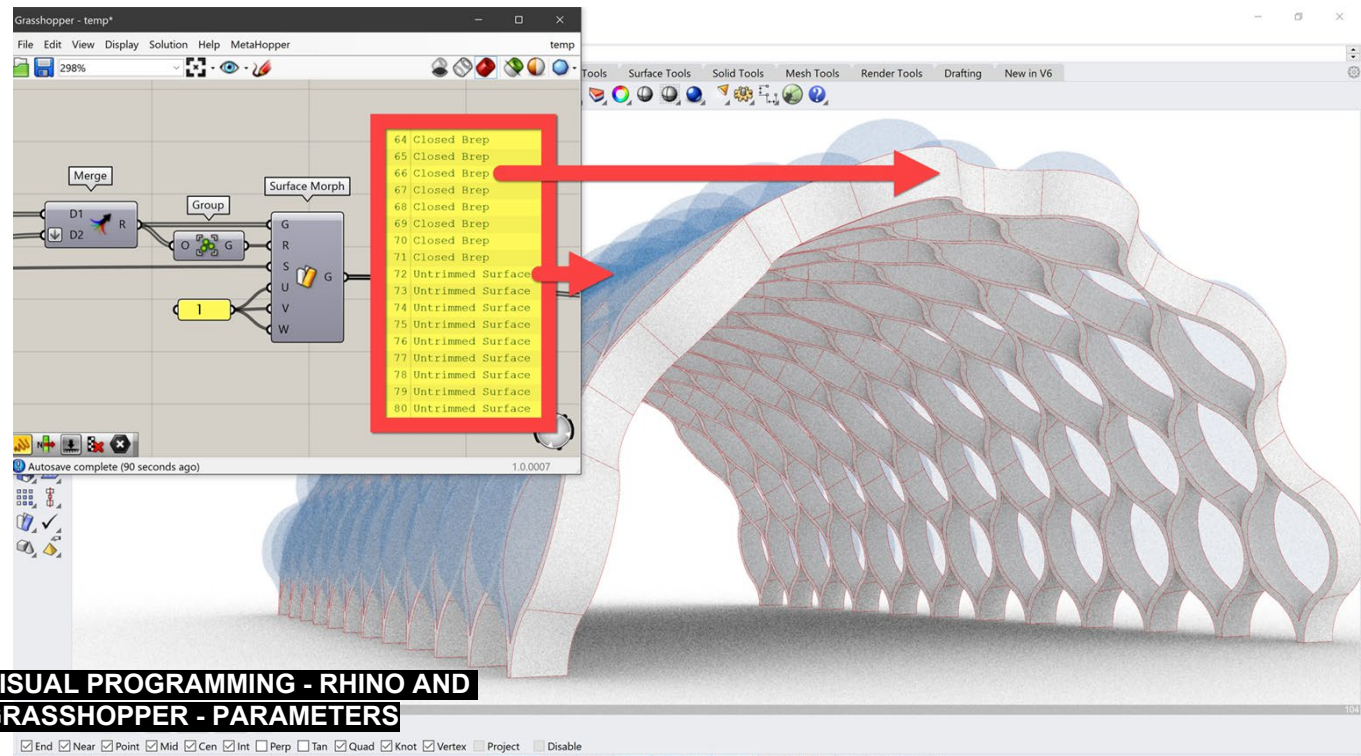 Grasshopper - temp*
File Edit View Display Solution Help MetaHopper
temp
298%
Tools Surface Tools Solid Tools Mesh Tools Render Tools Drafting New in V6
64 Closed Brep
65 Closed Brep
66 Closed Brep
67 Closed Brep
68 Closed Brep
69 Closed Brep
70 Closed Brep
71 Closed Brep
72 Untrimmed Surface
73 Untrimmed Surface
74 Untrimmed Surface
75 Untrimmed Surface
76 Untrimmed Surface
77 Untrimmed Surface
78 Untrimmed Surface
79 Untrimmed Surface
80 Untrimmed Surface
Merge
D1
D2
R
Group
O G
Surface Morph
G
R
S
U
V
W
G
1
Autosave complete (90 seconds ago)
1.0.0007
ISUAL PROGRAMMING - RHINO AND
GRASSHOPPER - PARAMETERS
104
End Near Point Mid Cen Int Perp Tan Quad Knot Vertex Project Disable